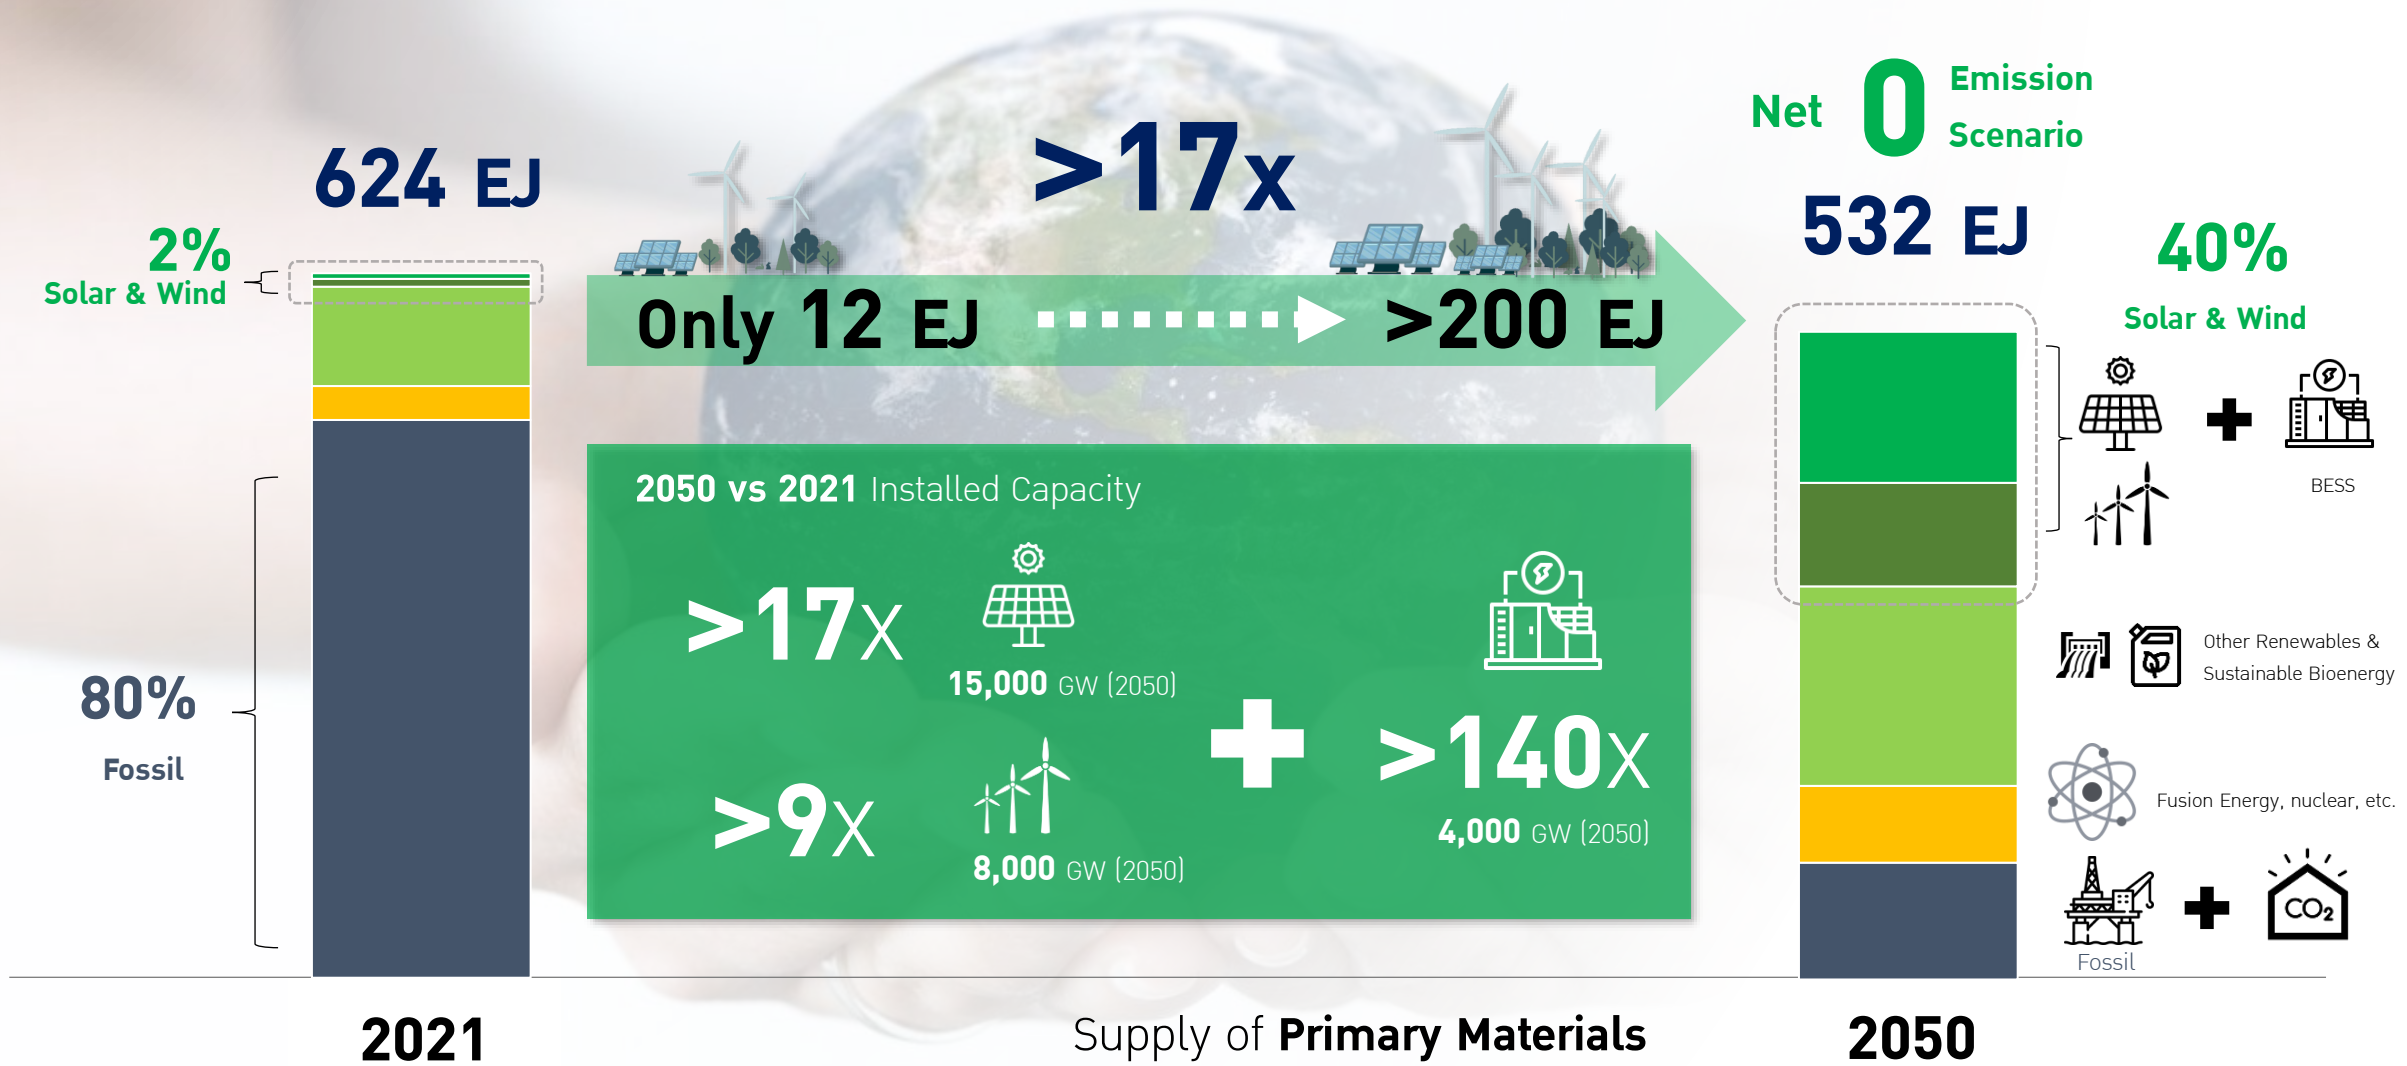 Net 0 Emission
Scenario
624 EJ
>17x
532 EJ
2%
Solar & Wind
40%
Solar & Wind
Only 12 EJ
>200 EJ
2050 vs 2021 Installed Capacity
>17X
15,000 GW (2050)
>9X
8,000 GW (2050)
>140X
4,000 GW (2050)
BESS
Other Renewables &
Sustainable Bioenergy
80%
Fossil
Fusion Energy, nuclear, etc.
CO2
Fossil
2021
Supply of Primary Materials
2050